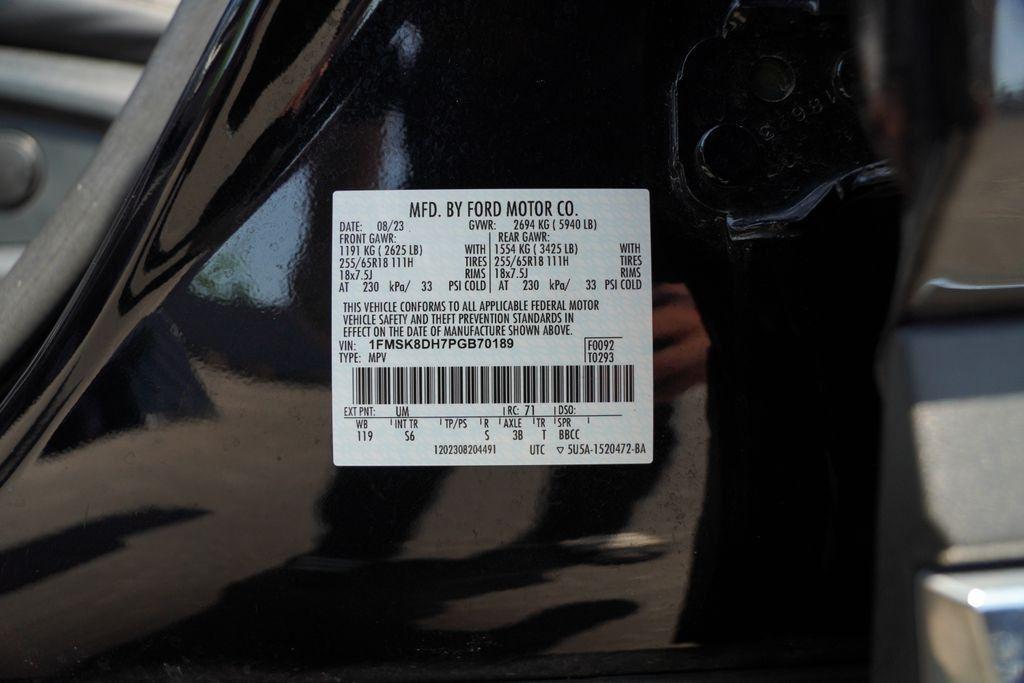 MFD. BY FORD MOTOR CO.
DATE: 08/23 GVWR: 2694 KG ( 5940 LB)
FRONT GAWR: REAR GAWR:
1191 KG ( 2625 LB) WITH 1554 KG ( 3425 LB) WITH
255/65R18 111H TIRES 255/65R18 111H TIRES
18x7.5J RIMS 18x7.5J RIMS
AT 230 kPa/ 33 PSI COLD AT 230 kPa/ 33 PSI COLD
THIS VEHICLE CONFORMS TO ALL APPLICABLE FEDERAL MOTOR
VEHICLE SAFETY AND THEFT PREVENTION STANDARDS IN
EFFECT ON THE DATE OF MANUFACTURE SHOWN ABOVE.
VIN: 1FMSK8DH7PGB70189 F0092
TYPE: MPV T0293
EXT PNT: UM RC: 71 DSO:
WB INT TR TP/PS R AXLE TR SPR
119 S6 S 3B T BBCC
1202308204491 UTC ▽ 5U5A-1520472-BA